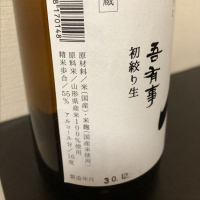 蔵
吾有事
初絞り生
原材料/米(国産)・米麹(国産米使用)
原料米/山形県産米100%使用
精米歩合/55% アルコール分/16度
製造年月 30.12.
8170148